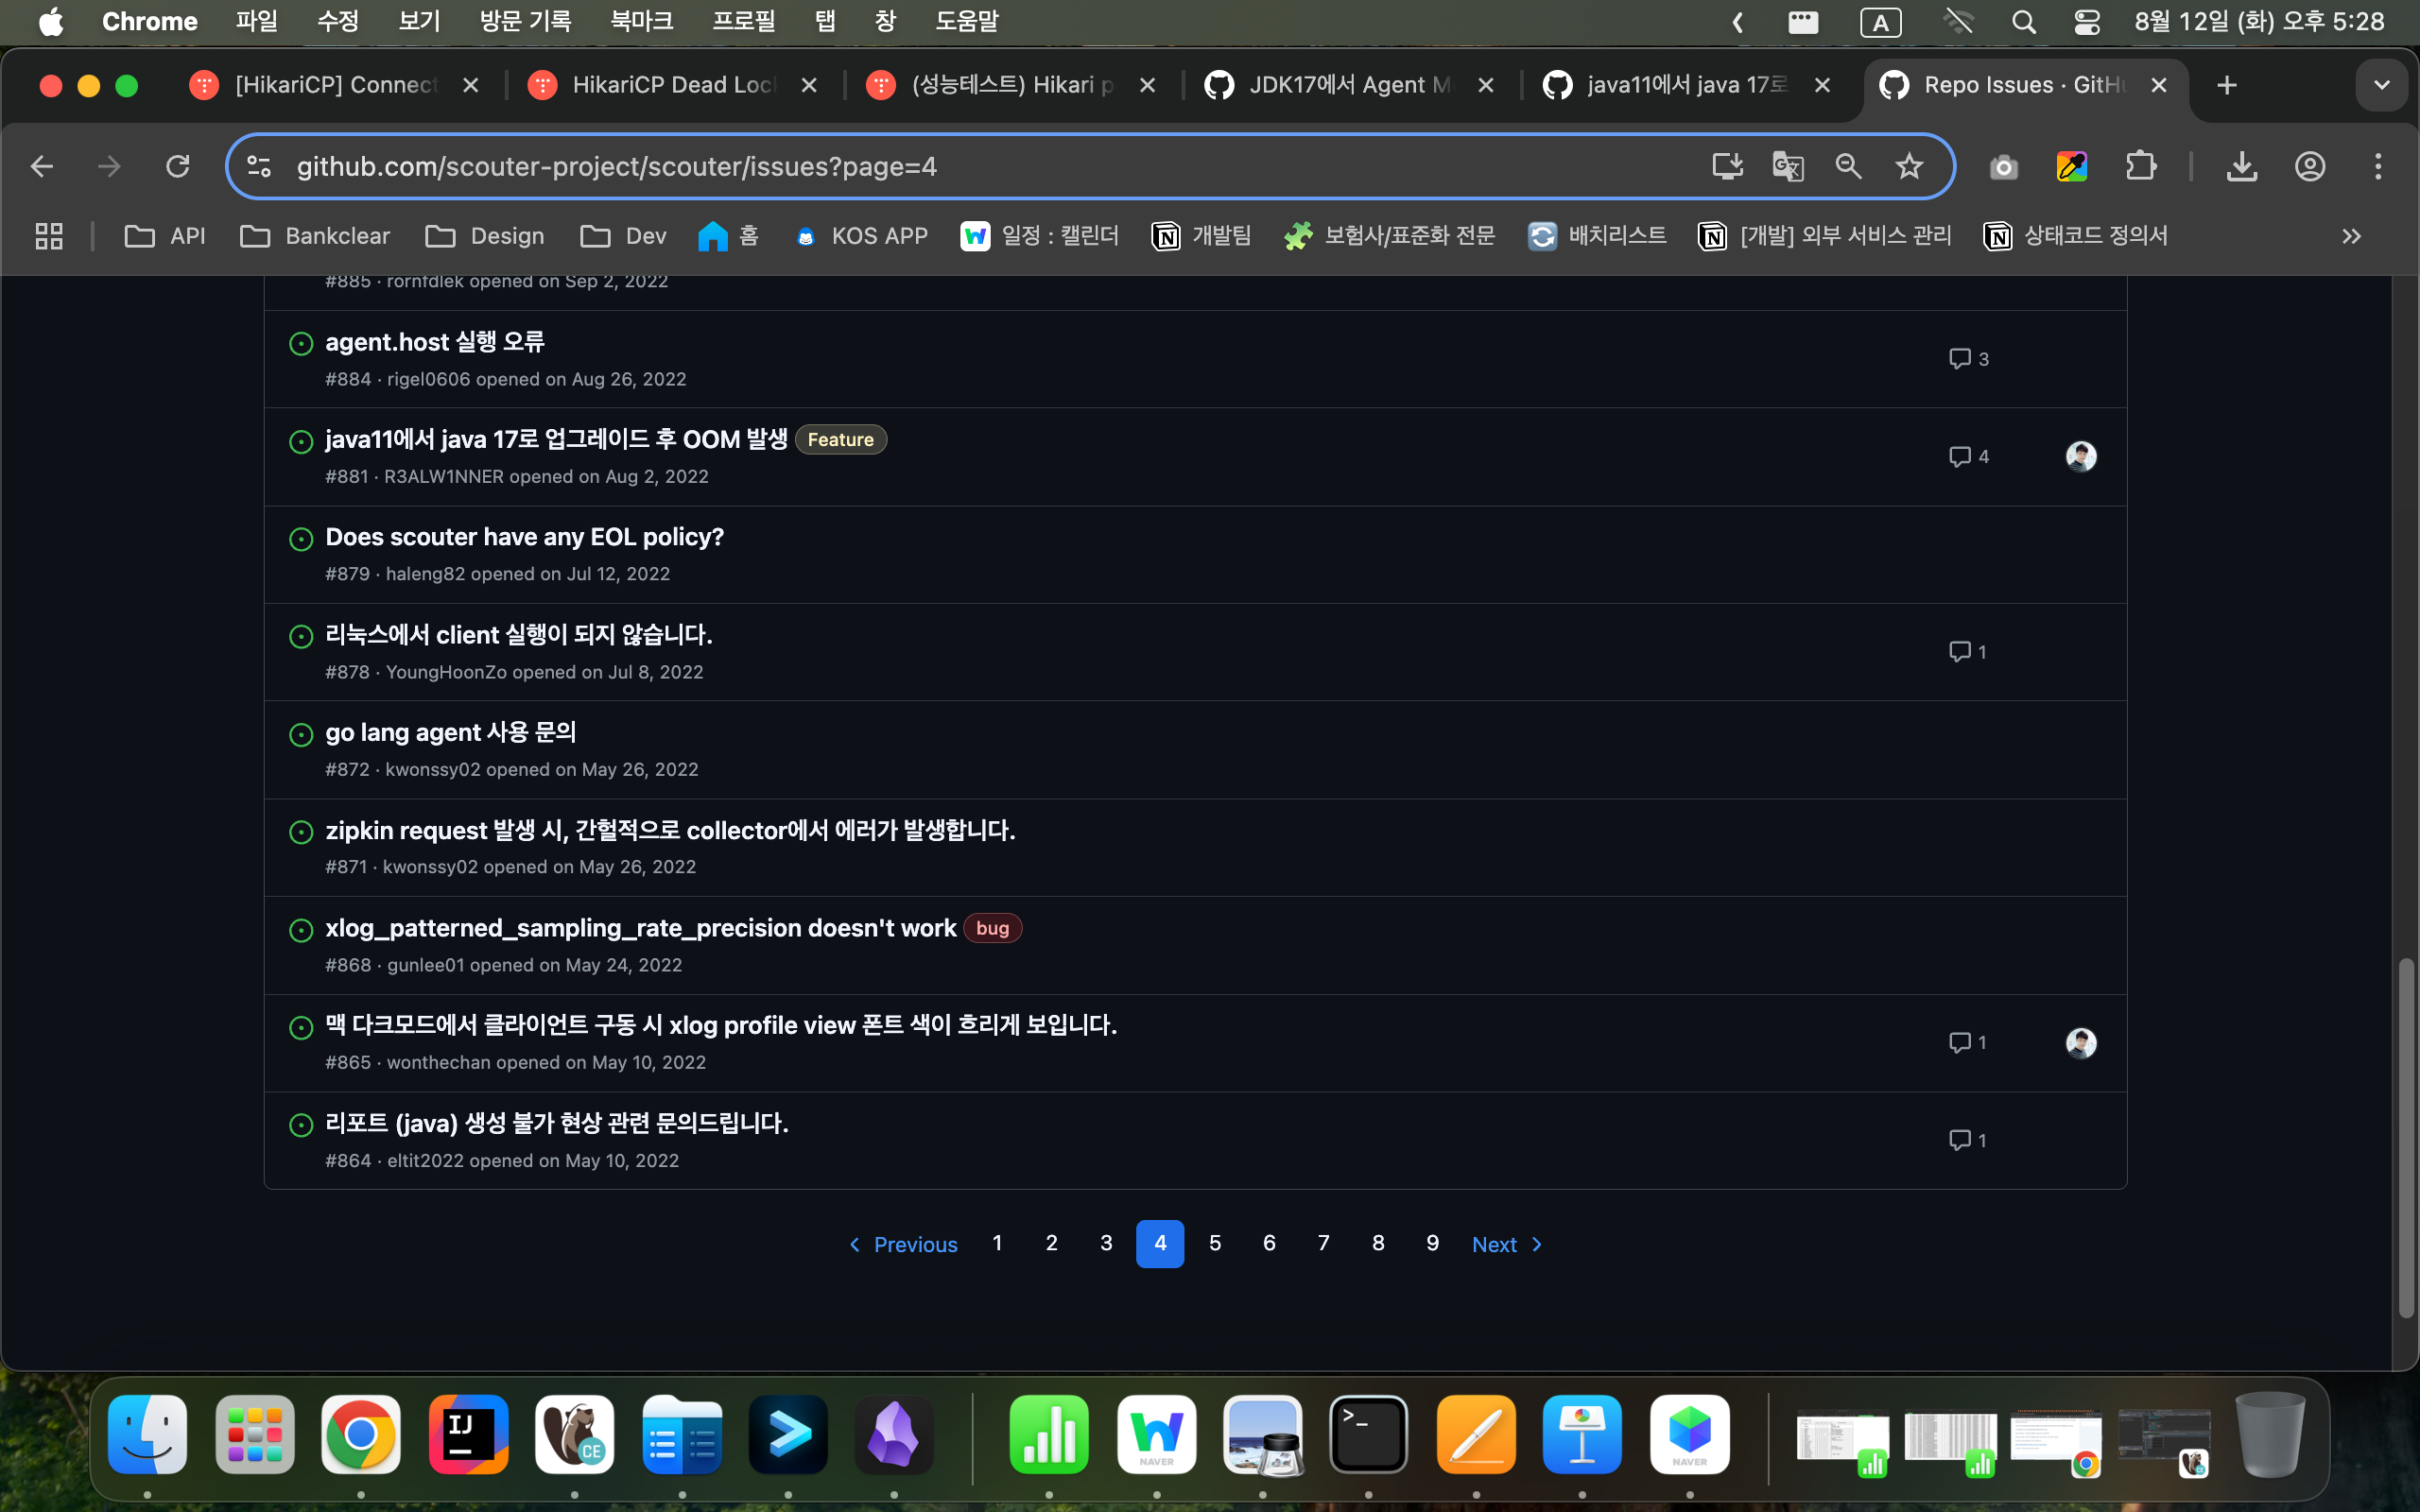 Chrome 파일 수정 보기 방문 기록 북마크 프로필 탭 창 도움말 A 8월 12일 (화) 오후 5:28
[HikariCP] Connect HikariCP Dead Loc (성능테스트) Hikari p JDK17에서 Agent M java11에서 java 17로 Repo Issues · GitHu
github.com/scouter-project/scouter/issues?page=4
API Bankclear Design Dev 홈 KOS APP 일정 : 캘린더 개발팀 보험사/표준화 전문 배치리스트 [개발] 외부 서비스 관리 상태코드 정의서
#885 · rornfdlek opened on Sep 2, 2022
agent.host 실행 오류
3
#884 · rigel0606 opened on Aug 26, 2022
java11에서 java 17로 업그레이드 후 OOM 발생 Feature
4
#881 · R3ALW1NNER opened on Aug 2, 2022
Does scouter have any EOL policy?
#879 · haleng82 opened on Jul 12, 2022
리눅스에서 client 실행이 되지 않습니다.
1
#878 · YoungHoonZo opened on Jul 8, 2022
go lang agent 사용 문의
#872 · kwonssy02 opened on May 26, 2022
zipkin request 발생 시, 간헐적으로 collector에서 에러가 발생합니다.
#871 · kwonssy02 opened on May 26, 2022
xlog_patterned_sampling_rate_precision doesn't work bug
#868 · gunlee01 opened on May 24, 2022
맥 다크모드에서 클라이언트 구동 시 xlog profile view 폰트 색이 흐리게 보입니다.
1
#865 · wonthechan opened on May 10, 2022
리포트 (java) 생성 불가 현상 관련 문의드립니다.
1
#864 · eltit2022 opened on May 10, 2022
Previous 1 2 3 4 5 6 7 8 9 Next
IJ CE NAVER >_ NAVER